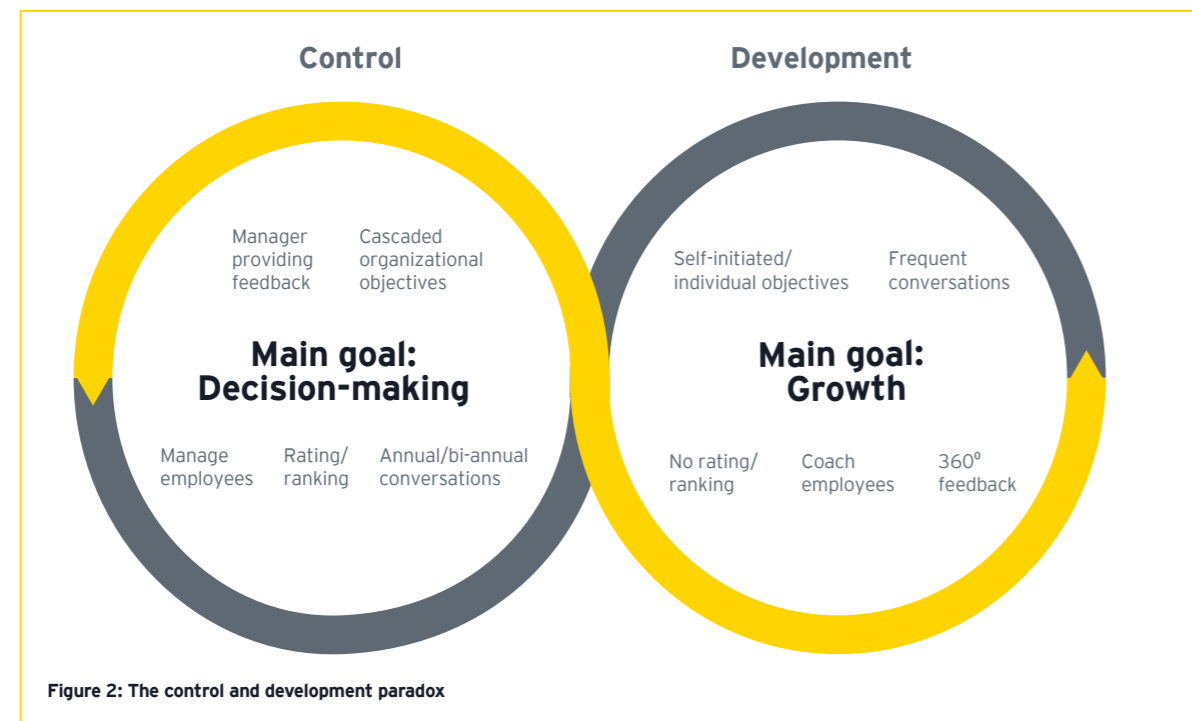 Control
Development
Manager
providing
feedback
Cascaded
organizational
objectives
Main goal:
Decision-making
Manage
employees
Rating/
ranking
Annual/bi-annual
conversations
Self-initiated/
individual objectives
Frequent
conversations
Main goal:
Growth
No rating/
ranking
Coach
employees
360⁰
feedback
Figure 2: The control and development paradox